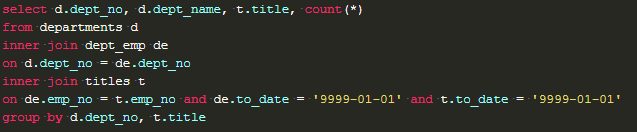 select d.dept_no, d.dept_name, t.title, count(*)
from departments d
inner join dept_emp de
on d.dept_no = de.dept_no
inner join titles t
on de.emp_no = t.emp_no and de.to_date = '9999-01-01' and t.to_date = '9999-01-01'
group by d.dept_no, t.title